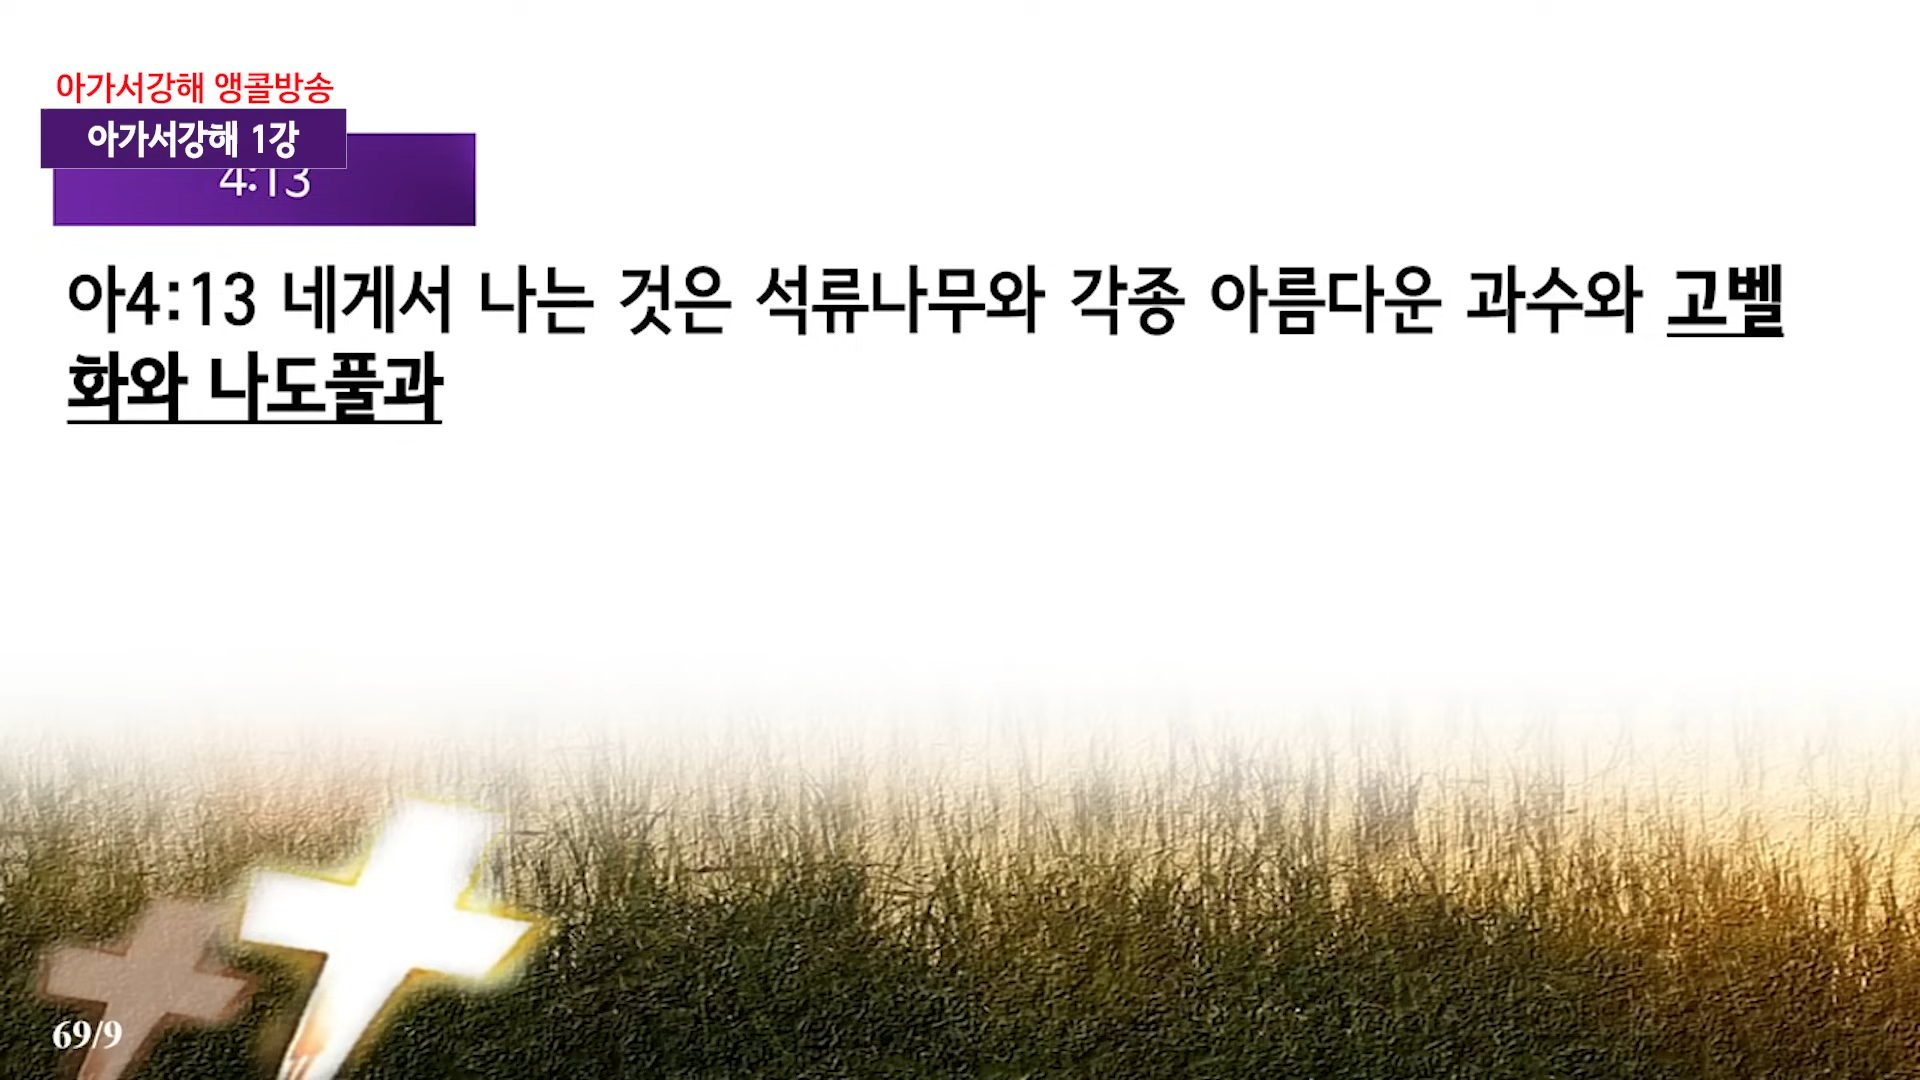 아가서강해 앵콜방송
아가서강해 1강
4:13
아4:13 네게서 나는 것은 석류나무와 각종 아름다운 과수와 고벨
화와 나도풀과
69/9